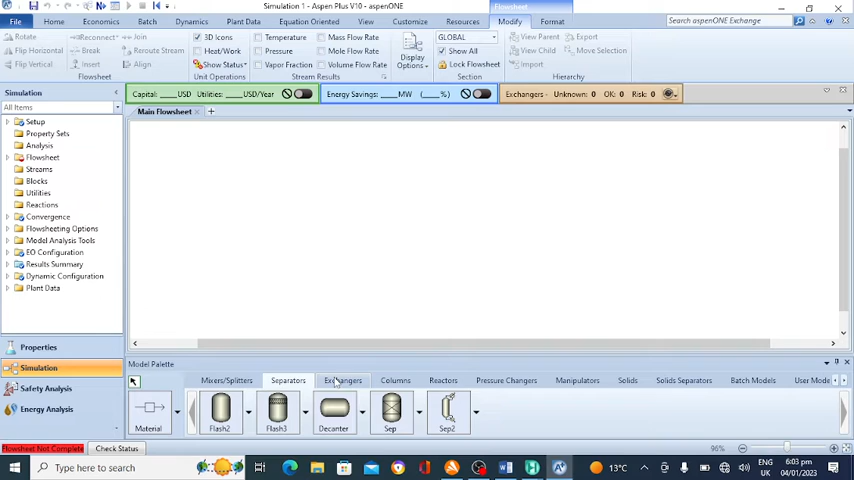 Simulation 1 - Aspen Plus V10 - aspenONE
Flowsheet
File Home Economics Batch Dynamics Plant Data Equation Oriented View Customize Resources Modify Format Search aspenONE Exchange
Rotate Reconnect Join 3D Icons Temperature Mass Flow Rate GLOBAL View Parent Export
Flip Horizontal Break Reroute Stream Heat/Work Pressure Mole Flow Rate Display Options Show All View Child Move Selection
Flip Vertical Insert Align Show Status Vapor Fraction Volume Flow Rate Lock Flowsheet Import
Flowsheet Unit Operations Stream Results Section Hierarchy
Simulation Capital: ____USD Utilities: ____USD/Year Energy Savings: ____MW (____%) Exchangers - Unknown: 0 OK: 0 Risk: 0
All Items Main Flowsheet
Setup
Property Sets
Analysis
Flowsheet
Streams
Blocks
Utilities
Reactions
Convergence
Flowsheeting Options
Model Analysis Tools
EO Configuration
Results Summary
Dynamic Configuration
Plant Data
Properties
Simulation
Safety Analysis
Energy Analysis
Model Palette
Mixers/Splitters Separators Exchangers Columns Reactors Pressure Changers Manipulators Solids Solids Separators Batch Models User Mode
Material Flash2 Flash3 Decanter Sep Sep2
Flowsheet Not Complete Check Status 96%
Type here to search 13°C ENG UK 6:03 pm 04/01/2023